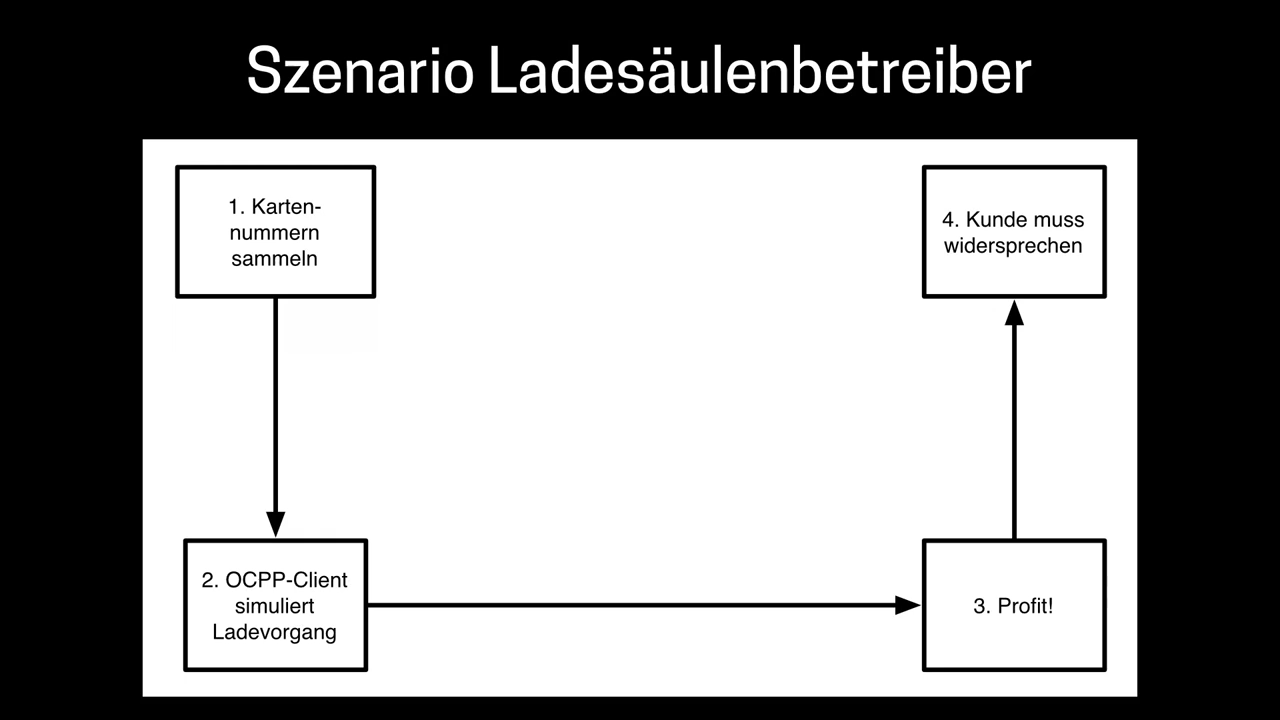 Szenario Ladesäulenbetreiber
1. Karten-
nummern
sammeln
2. OCPP-Client
simuliert
Ladevorgang
3. Profit!
4. Kunde muss
widersprechen